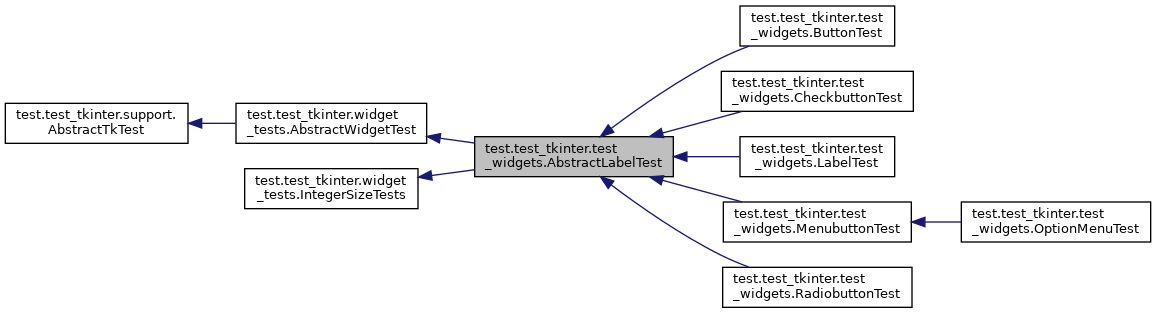 test.test_tkinter.support.
AbstractTkTest
test.test_tkinter.widget
_tests.AbstractWidgetTest
test.test_tkinter.widget
_tests.IntegerSizeTests
test.test_tkinter.test
_widgets.AbstractLabelTest
test.test_tkinter.test
_widgets.ButtonTest
test.test_tkinter.test
_widgets.CheckbuttonTest
test.test_tkinter.test
_widgets.LabelTest
test.test_tkinter.test
_widgets.MenubuttonTest
test.test_tkinter.test
_widgets.OptionMenuTest
test.test_tkinter.test
_widgets.RadiobuttonTest